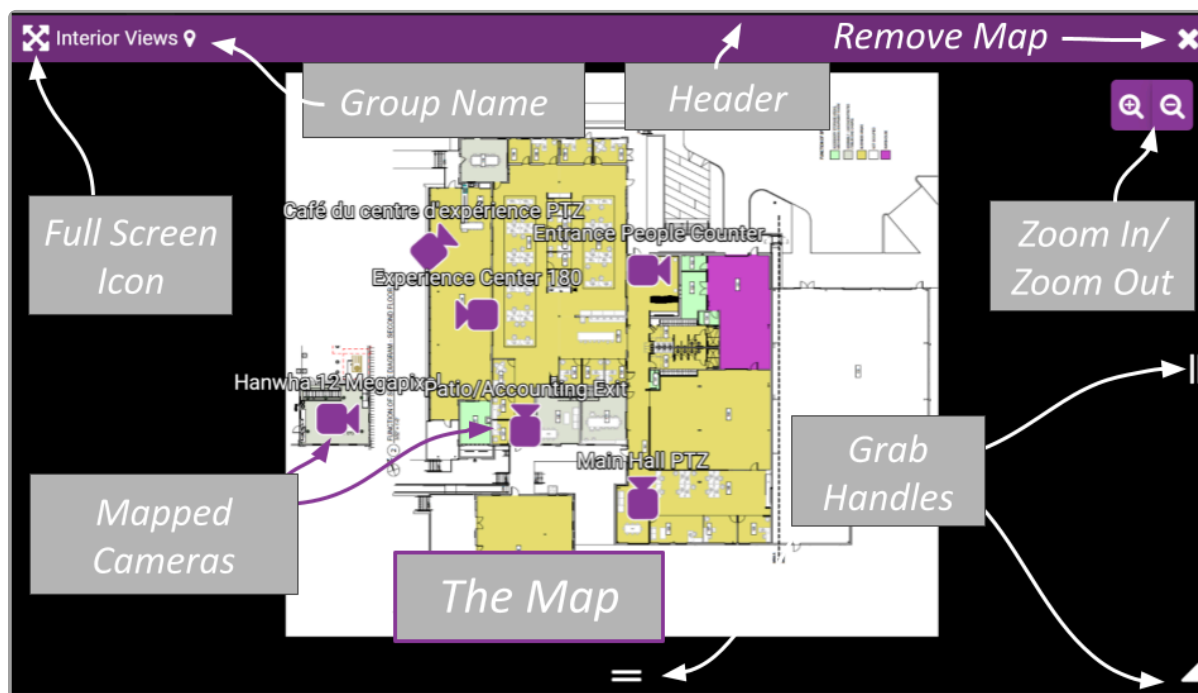 Interior Views
Remove Map
Group Name
Header
Full Screen
Icon
Zoom In/
Zoom Out
Café du centre d'expérience PTZ
Entrance People Counter
Experience Center 180
Hanwha 12 Megapixel
Patio/Accounting Exit
Main Hall PTZ
Grab
Handles
Mapped
Cameras
The Map